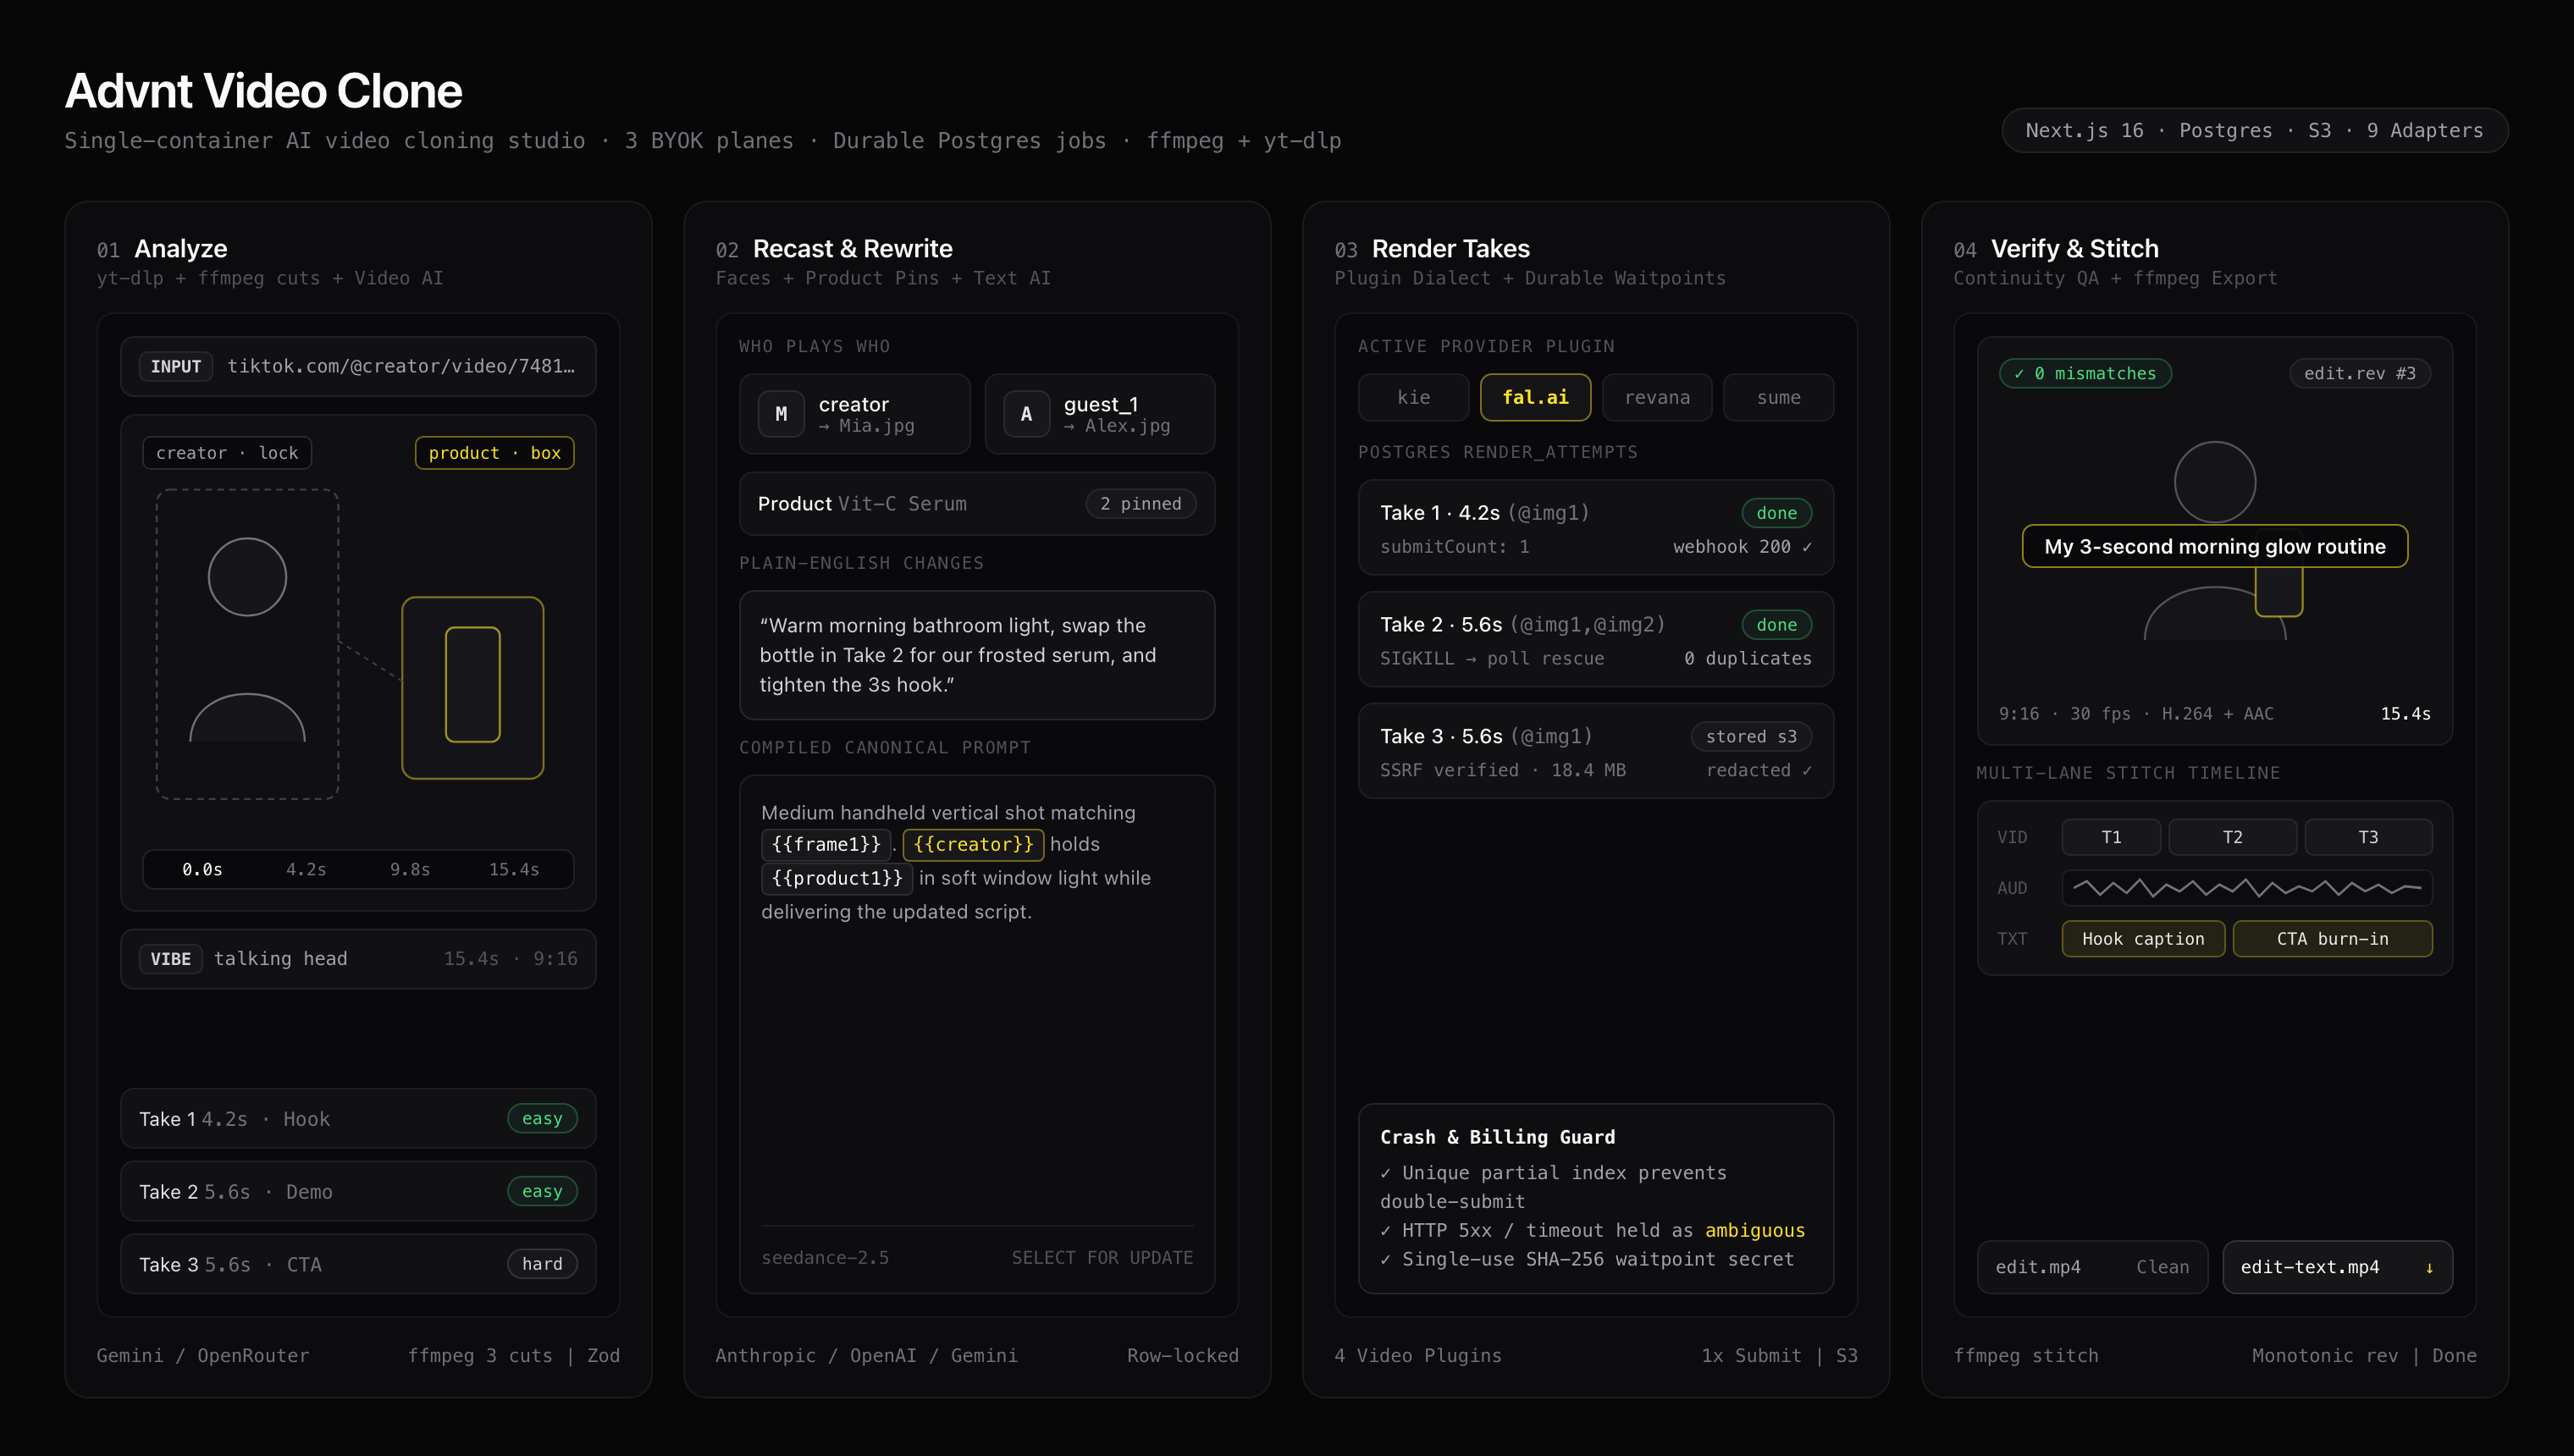 Advnt Video Clone
Single-container AI video cloning studio · 3 BYOK planes · Durable Postgres jobs · ffmpeg + yt-dlp
Next.js 16 · Postgres · S3 · 9 Adapters
01 Analyze
yt-dlp + ffmpeg cuts + Video AI
INPUT tiktok.com/@creator/video/7481…
creator · lock
product · box
0.0s 4.2s 9.8s 15.4s
VIBE talking head 15.4s · 9:16
Take 1 4.2s · Hook easy
Take 2 5.6s · Demo easy
Take 3 5.6s · CTA hard
Gemini / OpenRouter ffmpeg 3 cuts | Zod
02 Recast & Rewrite
Faces + Product Pins + Text AI
WHO PLAYS WHO
M creator
→ Mia.jpg
A guest_1
→ Alex.jpg
Product Vit-C Serum 2 pinned
PLAIN-ENGLISH CHANGES
“Warm morning bathroom light, swap the
bottle in Take 2 for our frosted serum, and
tighten the 3s hook.”
COMPILED CANONICAL PROMPT
Medium handheld vertical shot matching
{{frame1}}. {{creator}} holds
{{product1}} in soft window light while
delivering the updated script.
seedance-2.5 SELECT FOR UPDATE
Anthropic / OpenAI / Gemini Row-locked
03 Render Takes
Plugin Dialect + Durable Waitpoints
ACTIVE PROVIDER PLUGIN
kie fal.ai revana sume
POSTGRES RENDER_ATTEMPTS
Take 1 · 4.2s (@img1) done
submitCount: 1 webhook 200 ✓
Take 2 · 5.6s (@img1,@img2) done
SIGKILL → poll rescue 0 duplicates
Take 3 · 5.6s (@img1) stored s3
SSRF verified · 18.4 MB redacted ✓
Crash & Billing Guard
✓ Unique partial index prevents
double-submit
✓ HTTP 5xx / timeout held as ambiguous
✓ Single-use SHA-256 waitpoint secret
4 Video Plugins 1x Submit | S3
04 Verify & Stitch
Continuity QA + ffmpeg Export
✓ 0 mismatches edit.rev #3
My 3-second morning glow routine
9:16 · 30 fps · H.264 + AAC 15.4s
MULTI-LANE STITCH TIMELINE
VID T1 T2 T3
AUD
TXT Hook caption CTA burn-in
edit.mp4 Clean
edit-text.mp4 ↓
ffmpeg stitch Monotonic rev | Done